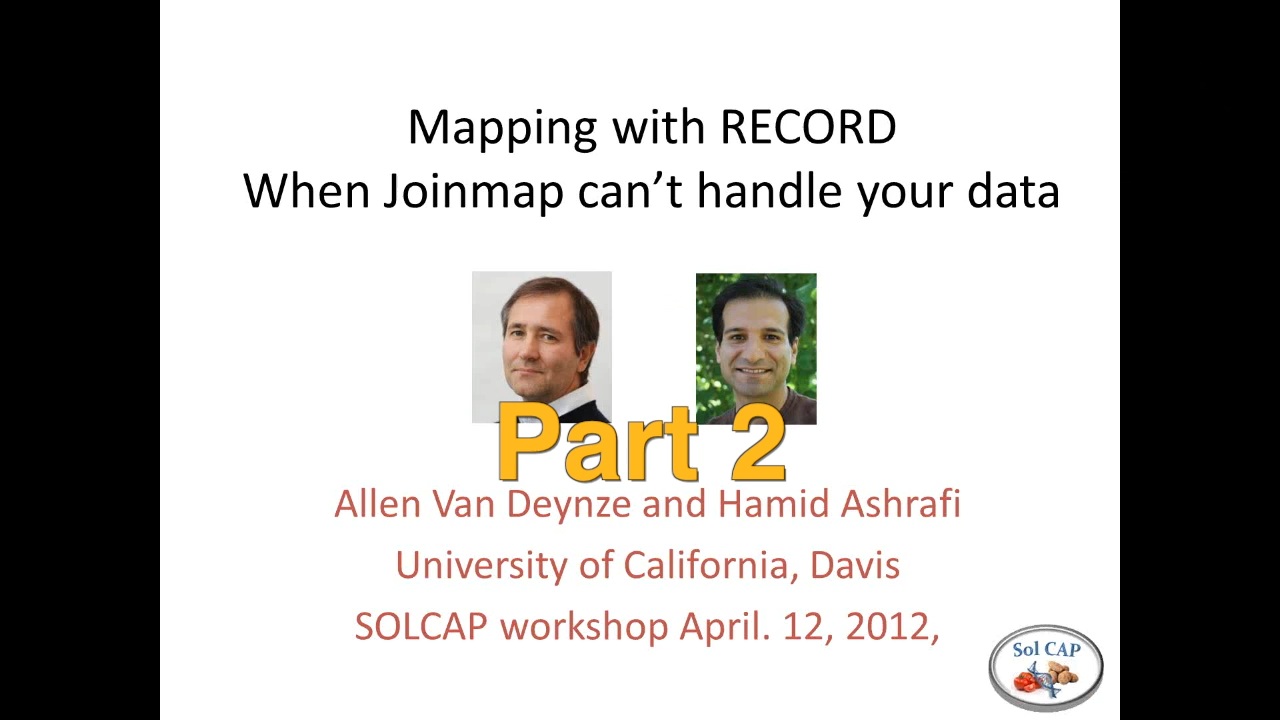 Mapping with RECORD
When Joinmap can’t handle your data
Part 2
Allen Van Deynze and Hamid Ashrafi
University of California, Davis
SOLCAP workshop April. 12, 2012,
Sol CAP